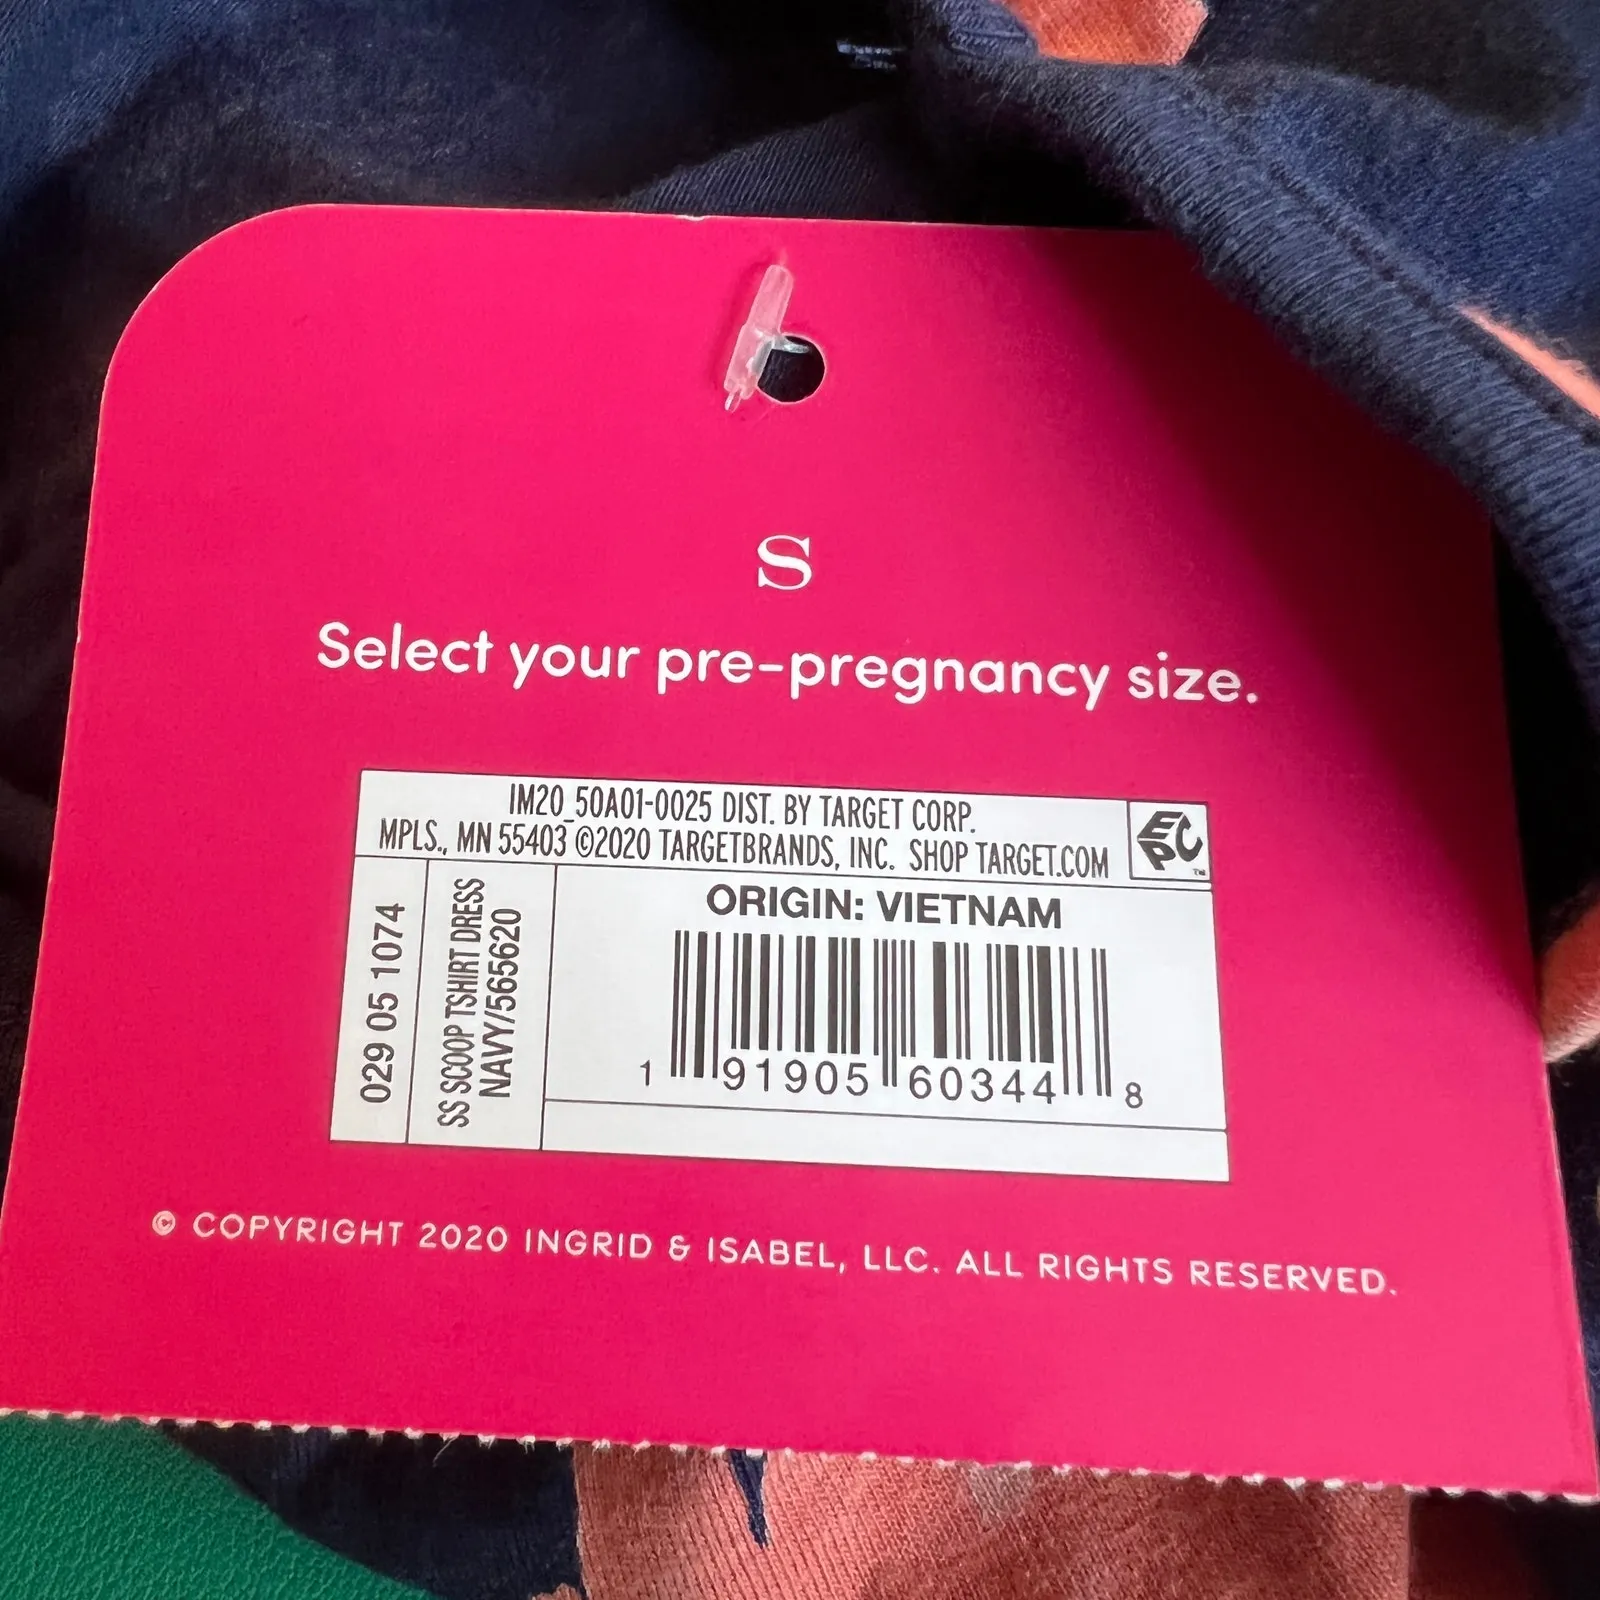 S
Select your pre-pregnancy size.
IM20_50A01-0025 DIST. BY TARGET CORP.
MPLS., MN 55403 ©2020 TARGETBRANDS, INC. SHOP TARGET.COM
EPC™
029 05 1074
SS SCOOP TSHIRT DRESS
NAVY/565620
ORIGIN: VIETNAM
1 91905 60344 8
© COPYRIGHT 2020 INGRID & ISABEL, LLC. ALL RIGHTS RESERVED.